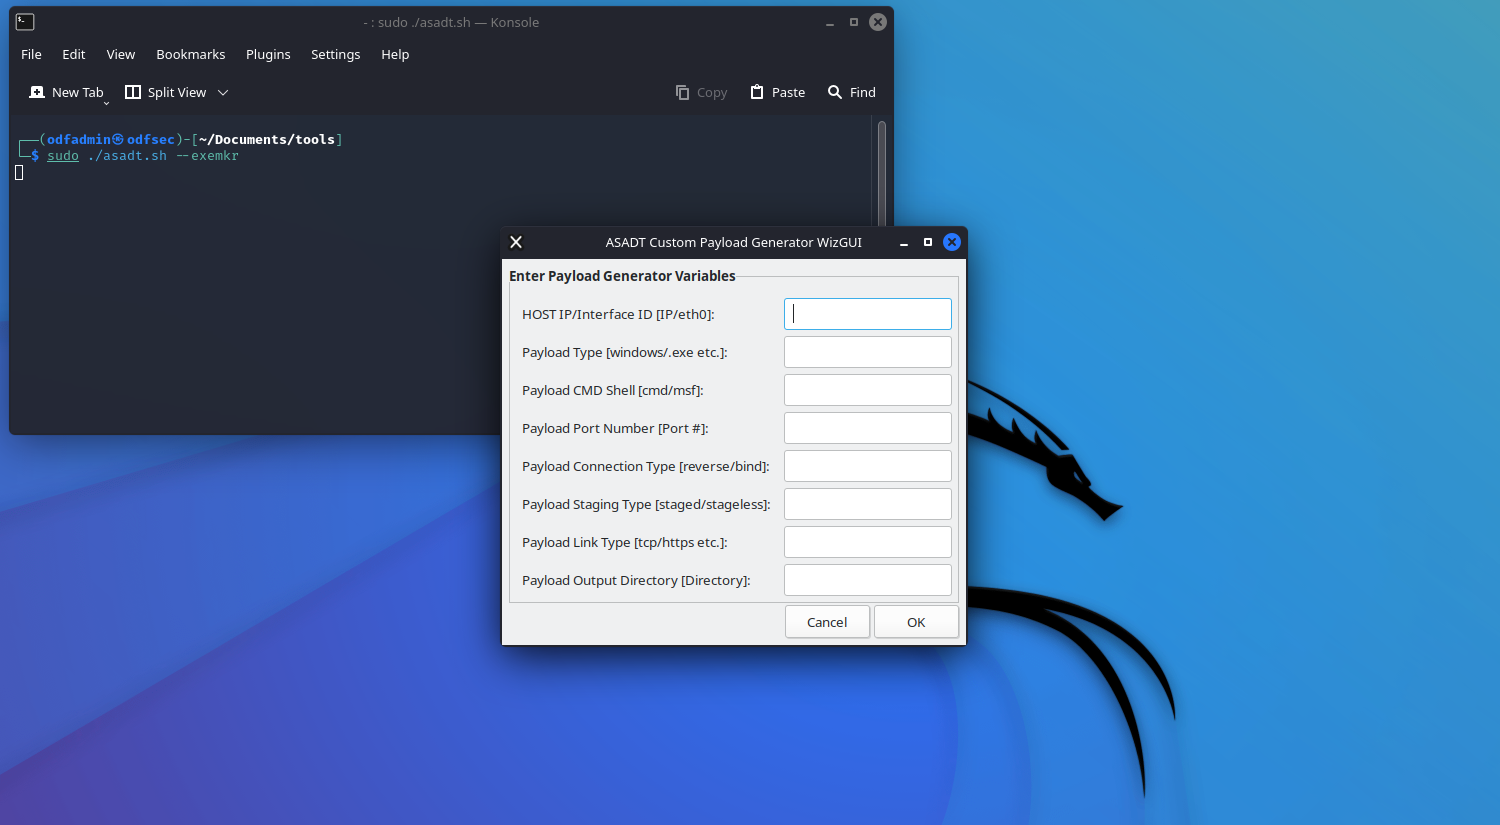 - : sudo ./asadt.sh — Konsole
File Edit View Bookmarks Plugins Settings Help
New Tab Split View Copy Paste Find
┌──(odfadmin㉿odfsec)-[~/Documents/tools]
└─$ sudo ./asadt.sh --exemkr
ASADT Custom Payload Generator WizGUI
Enter Payload Generator Variables
HOST IP/Interface ID [IP/eth0]:
Payload Type [windows/.exe etc.]:
Payload CMD Shell [cmd/msf]:
Payload Port Number [Port #]:
Payload Connection Type [reverse/bind]:
Payload Staging Type [staged/stageless]:
Payload Link Type [tcp/https etc.]:
Payload Output Directory [Directory]:
Cancel OK